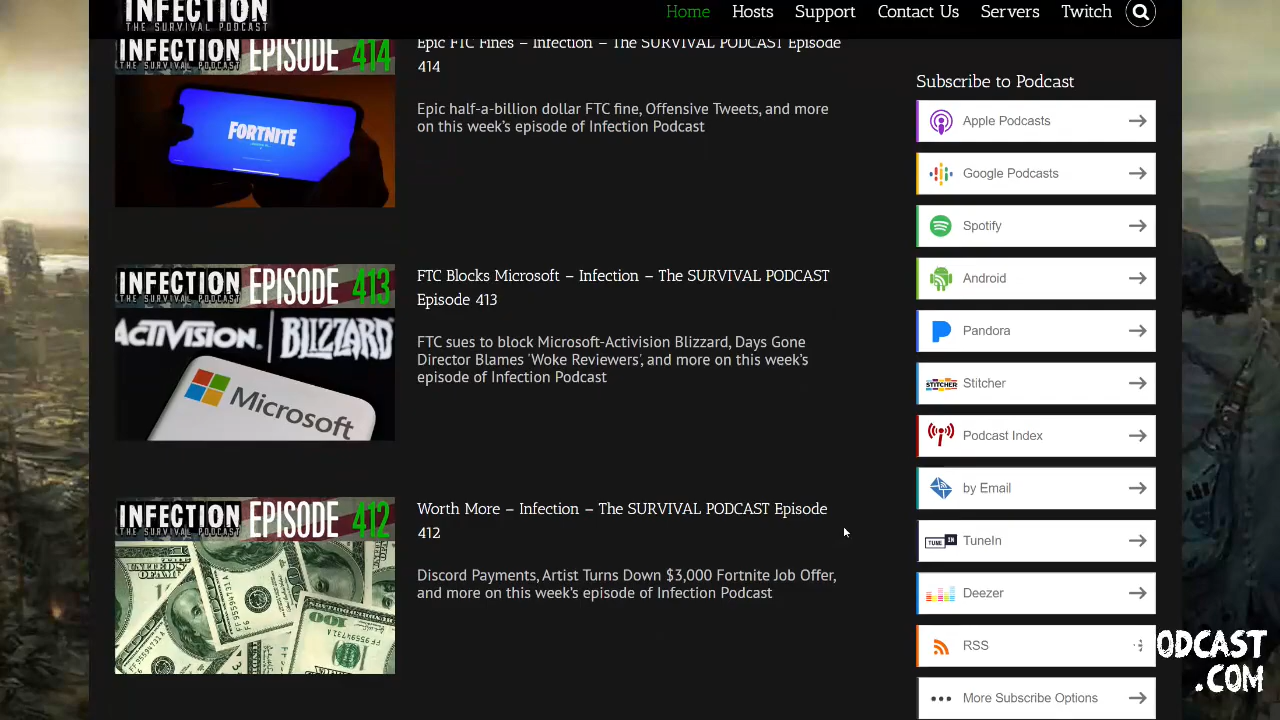 INFECTION
THE SURVIVAL PODCAST
Home
Hosts
Support
Contact Us
Servers
Twitch
INFECTION EPISODE 414
THE SURVIVAL PODCAST
FORTNITE
Epic FTC Fines – Infection – The SURVIVAL PODCAST Episode
414
Epic half-a-billion dollar FTC fine, Offensive Tweets, and more
on this week's episode of Infection Podcast
INFECTION EPISODE 413
THE SURVIVAL PODCAST
ACTIVISION. BLIZZARD
Microsoft
FTC Blocks Microsoft – Infection – The SURVIVAL PODCAST
Episode 413
FTC sues to block Microsoft-Activision Blizzard, Days Gone
Director Blames 'Woke Reviewers', and more on this week's
episode of Infection Podcast
INFECTION EPISODE 412
THE SURVIVAL PODCAST
Worth More – Infection – The SURVIVAL PODCAST Episode
412
Discord Payments, Artist Turns Down $3,000 Fortnite Job Offer,
and more on this week's episode of Infection Podcast
Subscribe to Podcast
Apple Podcasts
Google Podcasts
Spotify
Android
Pandora
STITCHER Stitcher
Podcast Index
by Email
TUNE IN TuneIn
Deezer
RSS
More Subscribe Options
ODCAST
.COM